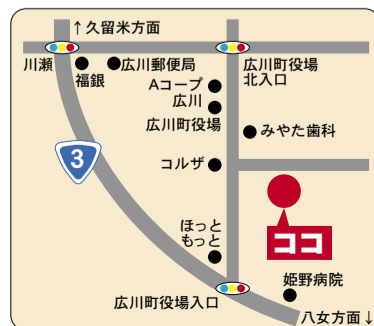 ↑久留米方面
川瀬
福銀
広川郵便局
広川町役場
北入口
Aコープ
広川
広川町役場
みやた歯科
コルザ
3
ココ
ほっと
もっと
姫野病院
広川町役場入口
八女方面↓